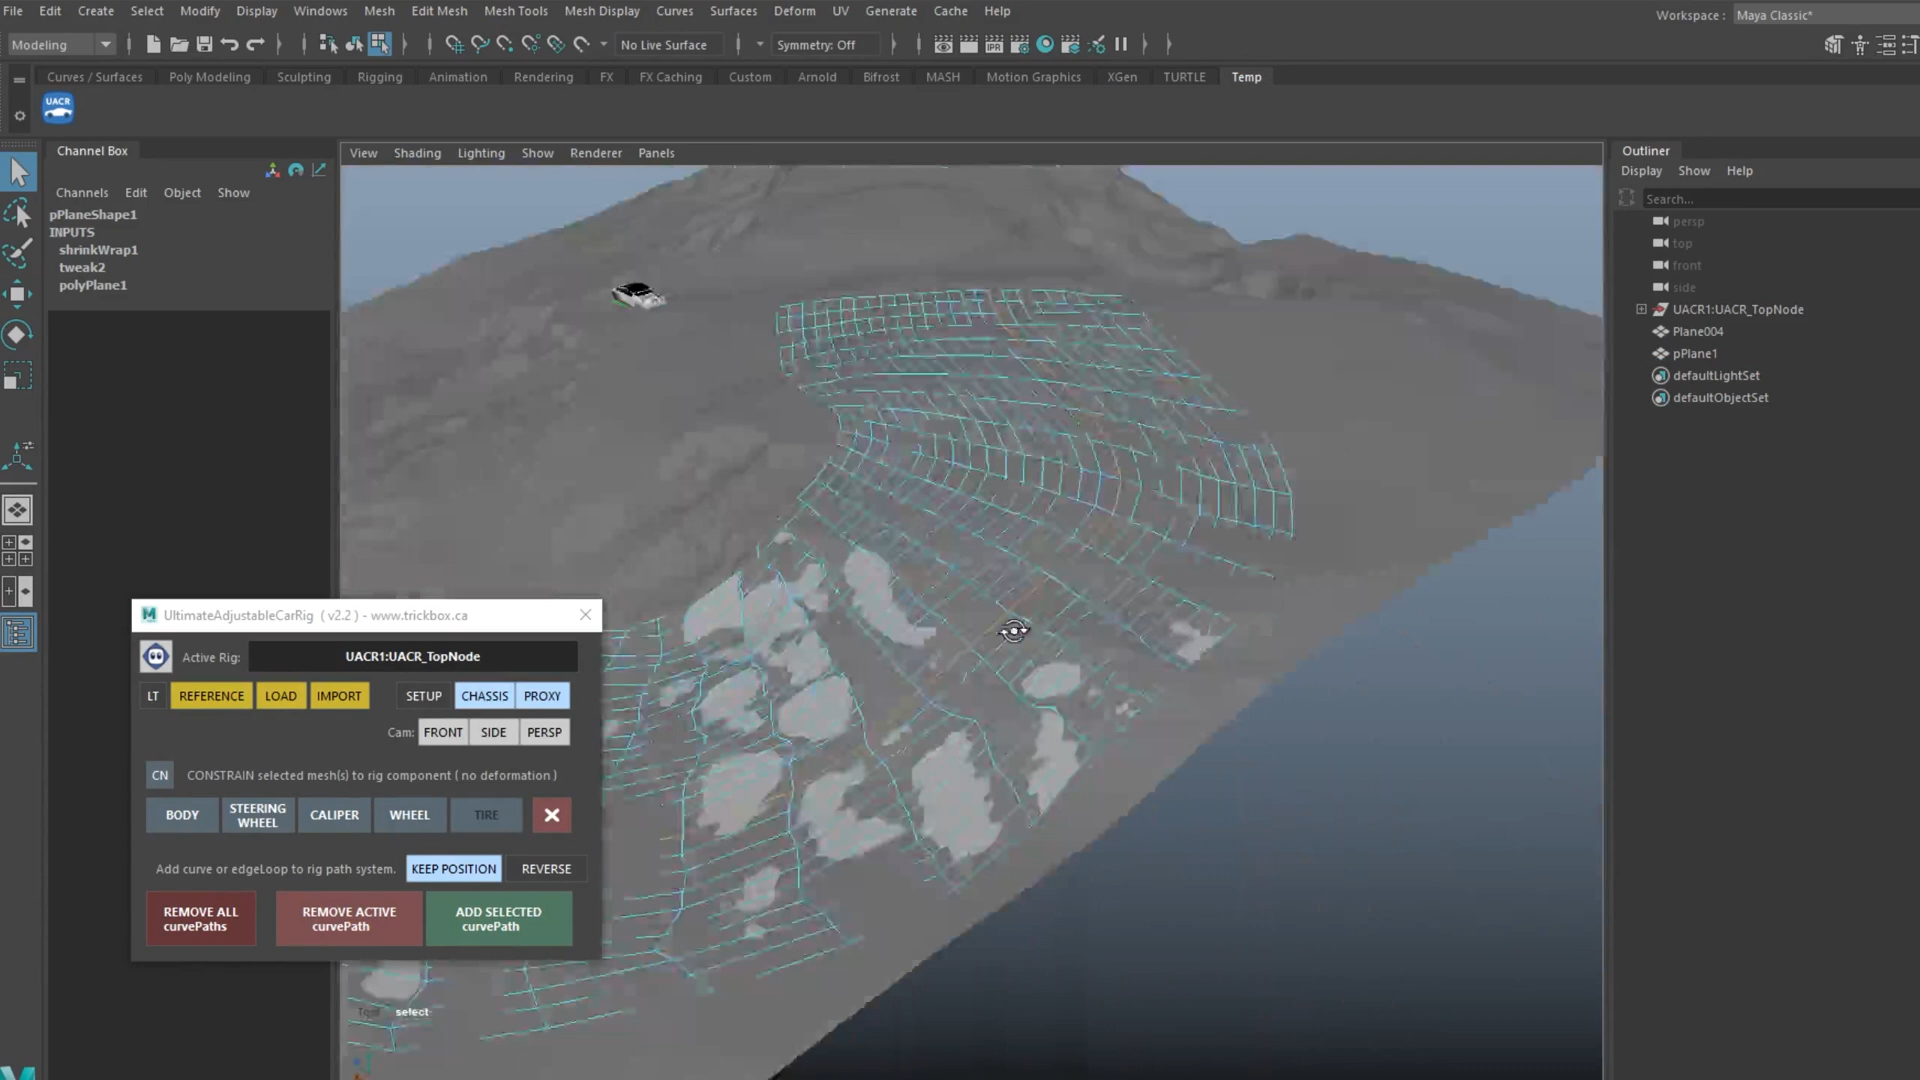 File Edit Create Select Modify Display Windows Mesh Edit Mesh Mesh Tools Mesh Display Curves Surfaces Deform UV Generate Cache Help
Workspace : Maya Classic*
Modeling
No Live Surface
Symmetry: Off
IPR
Curves / Surfaces Poly Modeling Sculpting Rigging Animation Rendering FX FX Caching Custom Arnold Bifrost MASH Motion Graphics XGen TURTLE Temp
UACR
Channel Box
Channels Edit Object Show
pPlaneShape1
INPUTS
shrinkWrap1
tweak2
polyPlane1
View Shading Lighting Show Renderer Panels
Outliner
Display Show Help
Search...
persp
top
front
side
UACR1:UACR_TopNode
Plane004
pPlane1
defaultLightSet
defaultObjectSet
UltimateAdjustableCarRig ( v2.2 ) - www.trickbox.ca
Active Rig: UACR1:UACR_TopNode
LT REFERENCE LOAD IMPORT SETUP CHASSIS PROXY
Cam: FRONT SIDE PERSP
CN CONSTRAIN selected mesh(s) to rig component ( no deformation )
BODY
STEERING
WHEEL
CALIPER
WHEEL
TIRE
Add curve or edgeLoop to rig path system. KEEP POSITION REVERSE
REMOVE ALL
curvePaths
REMOVE ACTIVE
curvePath
ADD SELECTED
curvePath
select